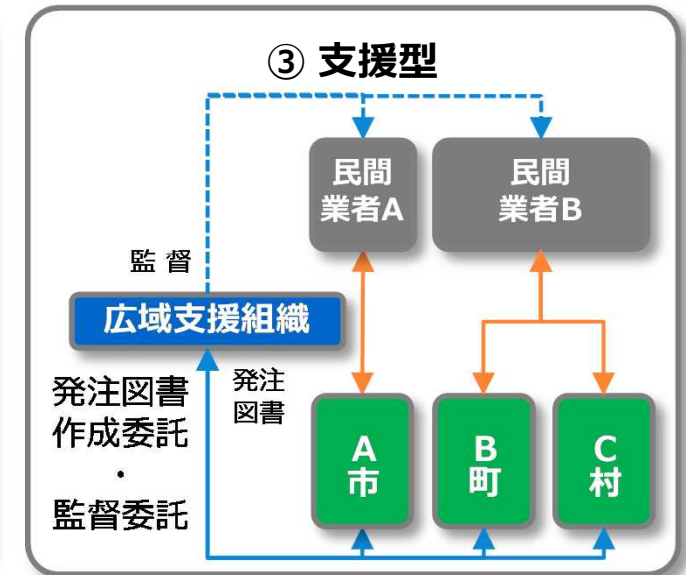 ③ 支援型
民間
業者A
民間
業者B
監 督
広域支援組織
発注図書
作成委託
・
監督委託
発注
図書
A
市
B
町
C
村